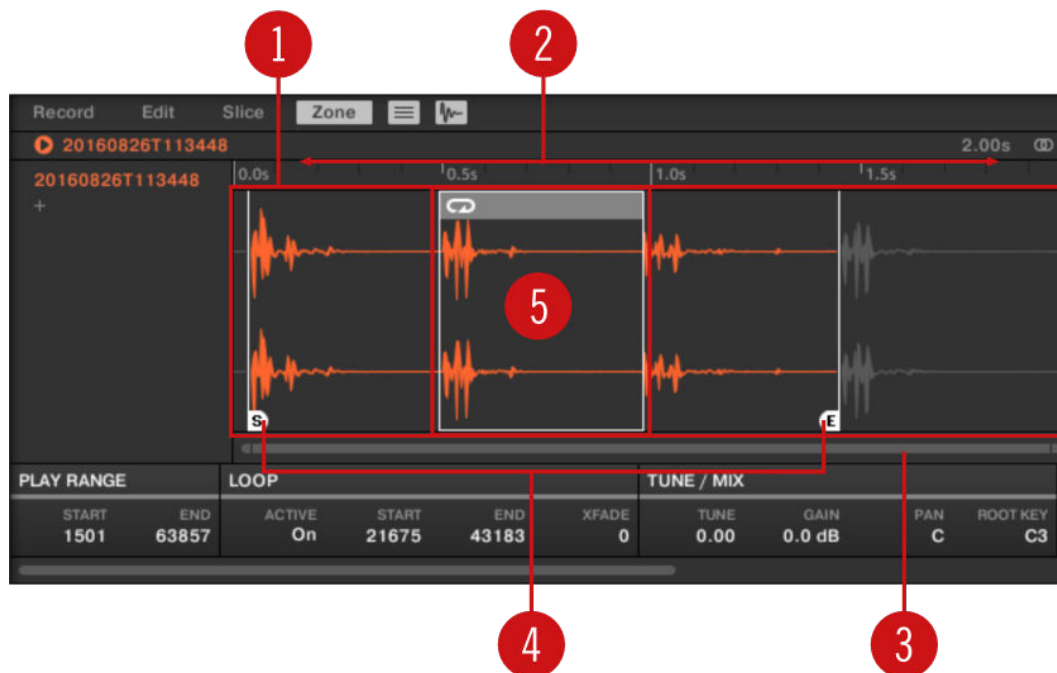 1 2
Record Edit Slice Zone
20160826T113448 2.00s
20160826T113448 0.0s 0.5s 1.0s 1.5s
+
5
S E
PLAY RANGE LOOP TUNE / MIX
START END ACTIVE START END XFADE TUNE GAIN PAN ROOT KEY
1501 63857 On 21675 43183 0 0.00 0.0 dB C C3
4 3